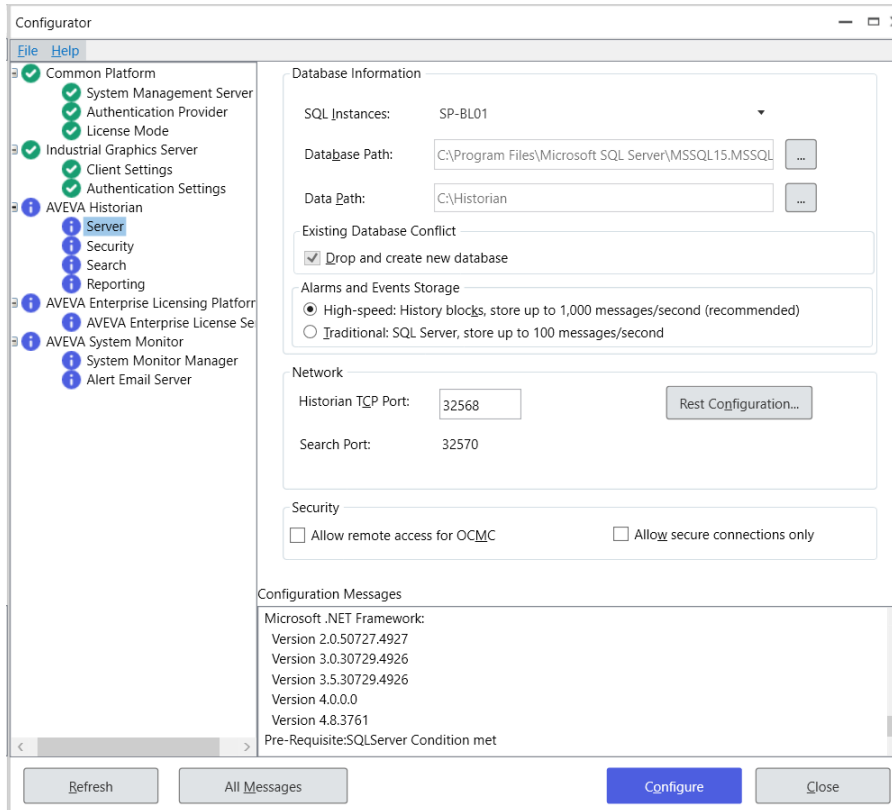 Configurator
File Help
Common Platform
System Management Server
Authentication Provider
License Mode
Industrial Graphics Server
Client Settings
Authentication Settings
AVEVA Historian
Server
Security
Search
Reporting
AVEVA Enterprise Licensing Platforr
AVEVA Enterprise License Se
AVEVA System Monitor
System Monitor Manager
Alert Email Server
Database Information
SQL Instances: SP-BL01
Database Path: C:\Program Files\Microsoft SQL Server\MSSQL15.MSSQL ...
Data Path: C:\Historian ...
Existing Database Conflict
Drop and create new database
Alarms and Events Storage
High-speed: History blocks, store up to 1,000 messages/second (recommended)
Traditional: SQL Server, store up to 100 messages/second
Network
Historian TCP Port: 32568 Rest Configuration...
Search Port: 32570
Security
Allow remote access for OCMC Allow secure connections only
Configuration Messages
Microsoft .NET Framework:
Version 2.0.50727.4927
Version 3.0.30729.4926
Version 3.5.30729.4926
Version 4.0.0.0
Version 4.8.3761
Pre-Requisite:SQLServer Condition met
Refresh All Messages Configure Close